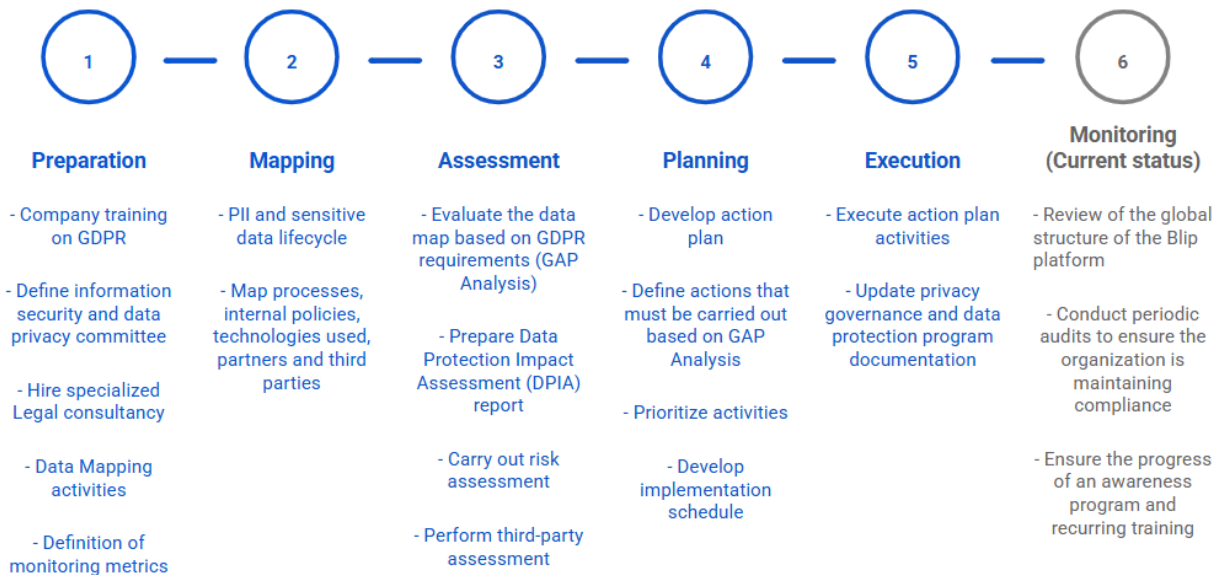 1
2
3
4
5
6
Preparation
- Company training
on GDPR
- Define information
security and data
privacy committee
- Hire specialized
Legal consultancy
- Data Mapping
activities
- Definition of
monitoring metrics
Mapping
- PII and sensitive
data lifecycle
- Map processes,
internal policies,
technologies used,
partners and third
parties
Assessment
- Evaluate the data
map based on GDPR
requirements (GAP
Analysis)
- Prepare Data
Protection Impact
Assessment (DPIA)
report
- Carry out risk
assessment
- Perform third-party
assessment
Planning
- Develop action
plan
- Define actions that
must be carried out
based on GAP
Analysis
- Prioritize activities
- Develop
implementation
schedule
Execution
- Execute action plan
activities
- Update privacy
governance and data
protection program
documentation
Monitoring
(Current status)
- Review of the global
structure of the Blip
platform
- Conduct periodic
audits to ensure the
organization is
maintaining
compliance
- Ensure the progress
of an awareness
program and
recurring training